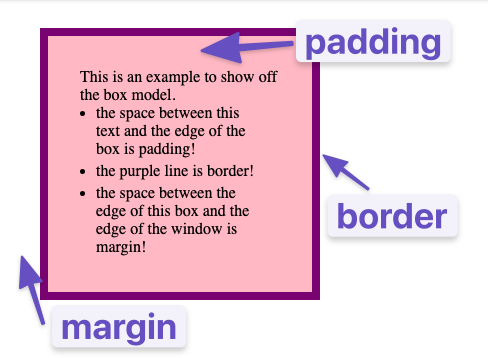 padding
This is an example to show off
the box model.
• the space between this
text and the edge of the
box is padding!
• the purple line is border!
• the space between the
edge of this box and the
edge of the window is
margin!
border
margin